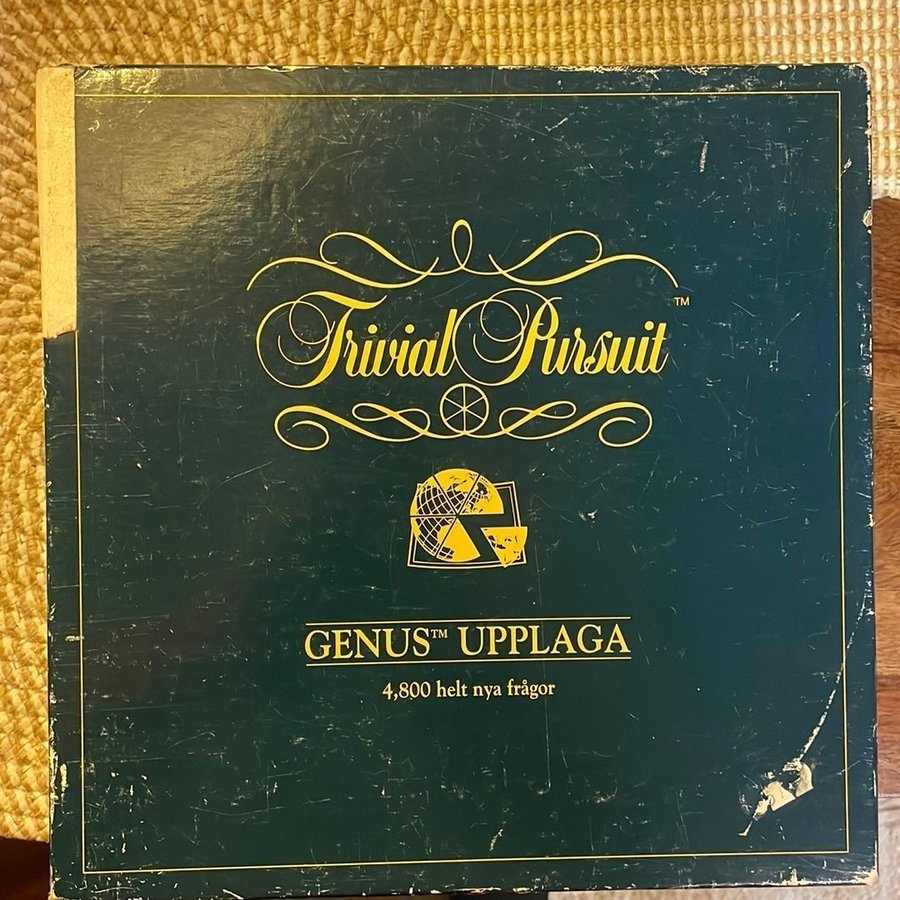 Trivial Pursuit™
GENUS™ UPPLAGA
4,800 helt nya frågor